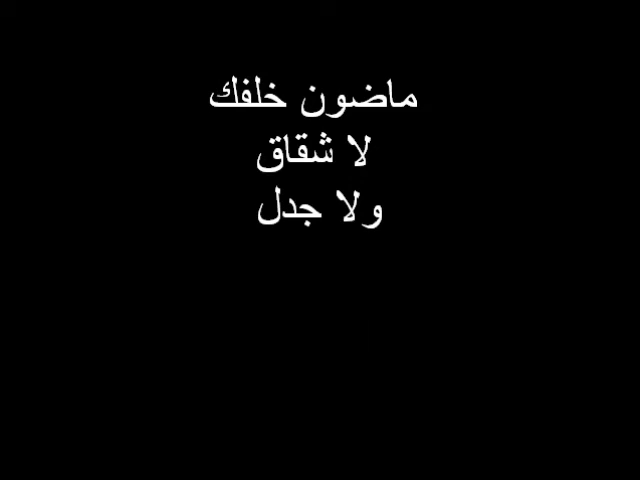 ماضون خلفك
لا شقاق
ولا جدل